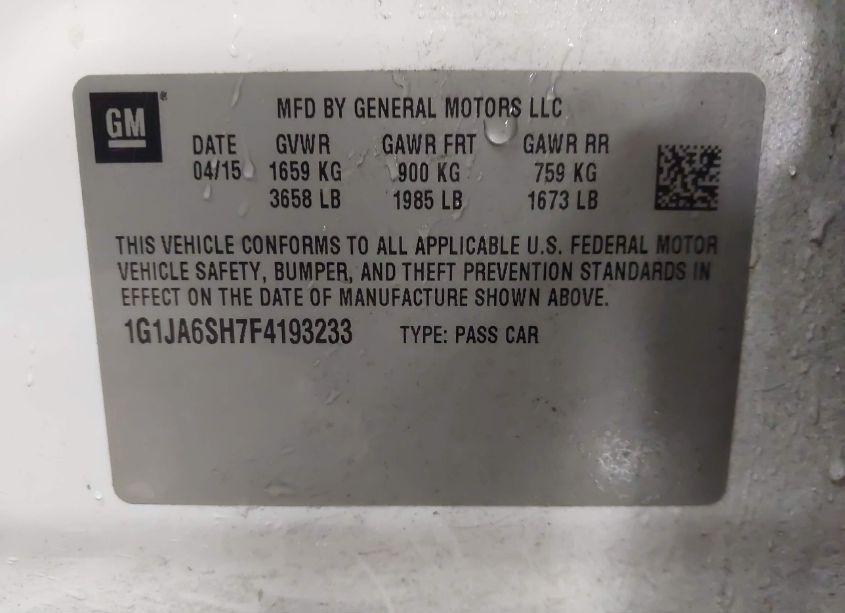 GM ®
MFD BY GENERAL MOTORS LLC
DATE GVWR GAWR FRT GAWR RR
04/15 1659 KG 900 KG 759 KG
3658 LB 1985 LB 1673 LB
THIS VEHICLE CONFORMS TO ALL APPLICABLE U.S. FEDERAL MOTOR
VEHICLE SAFETY, BUMPER, AND THEFT PREVENTION STANDARDS IN
EFFECT ON THE DATE OF MANUFACTURE SHOWN ABOVE.
1G1JA6SH7F4193233 TYPE: PASS CAR